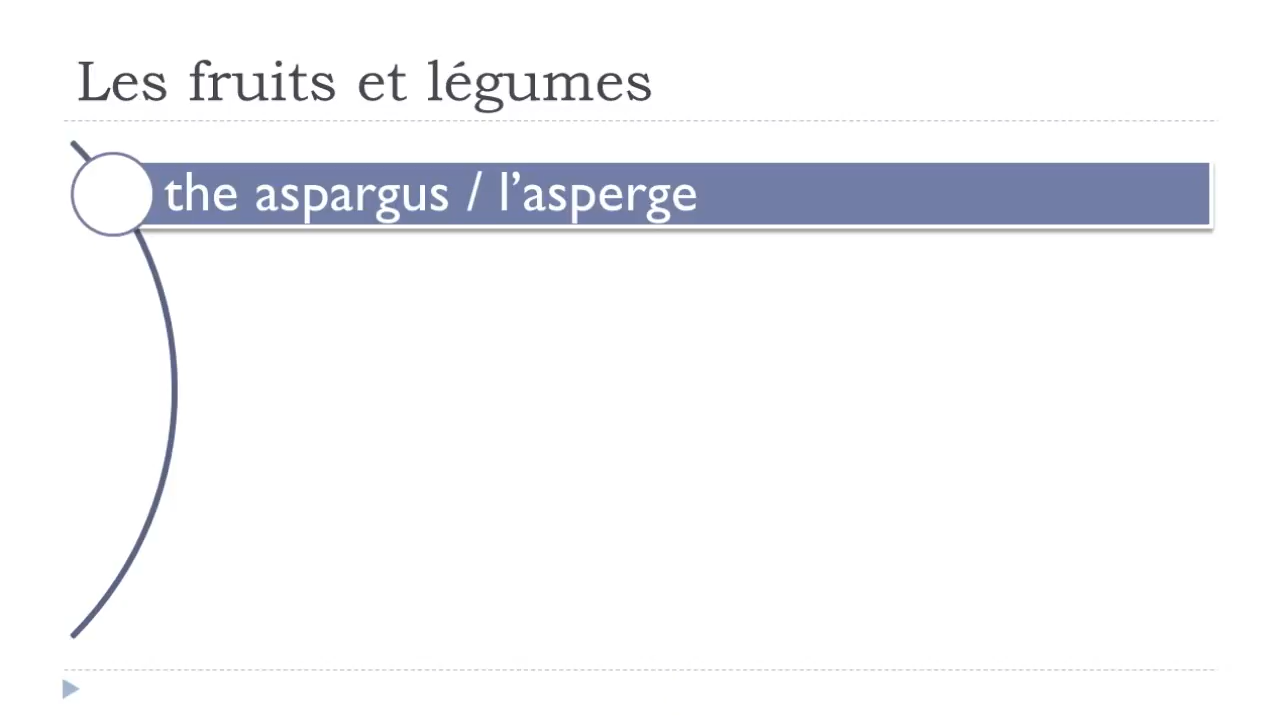 Les fruits et légumes
the aspargus / l’asperge